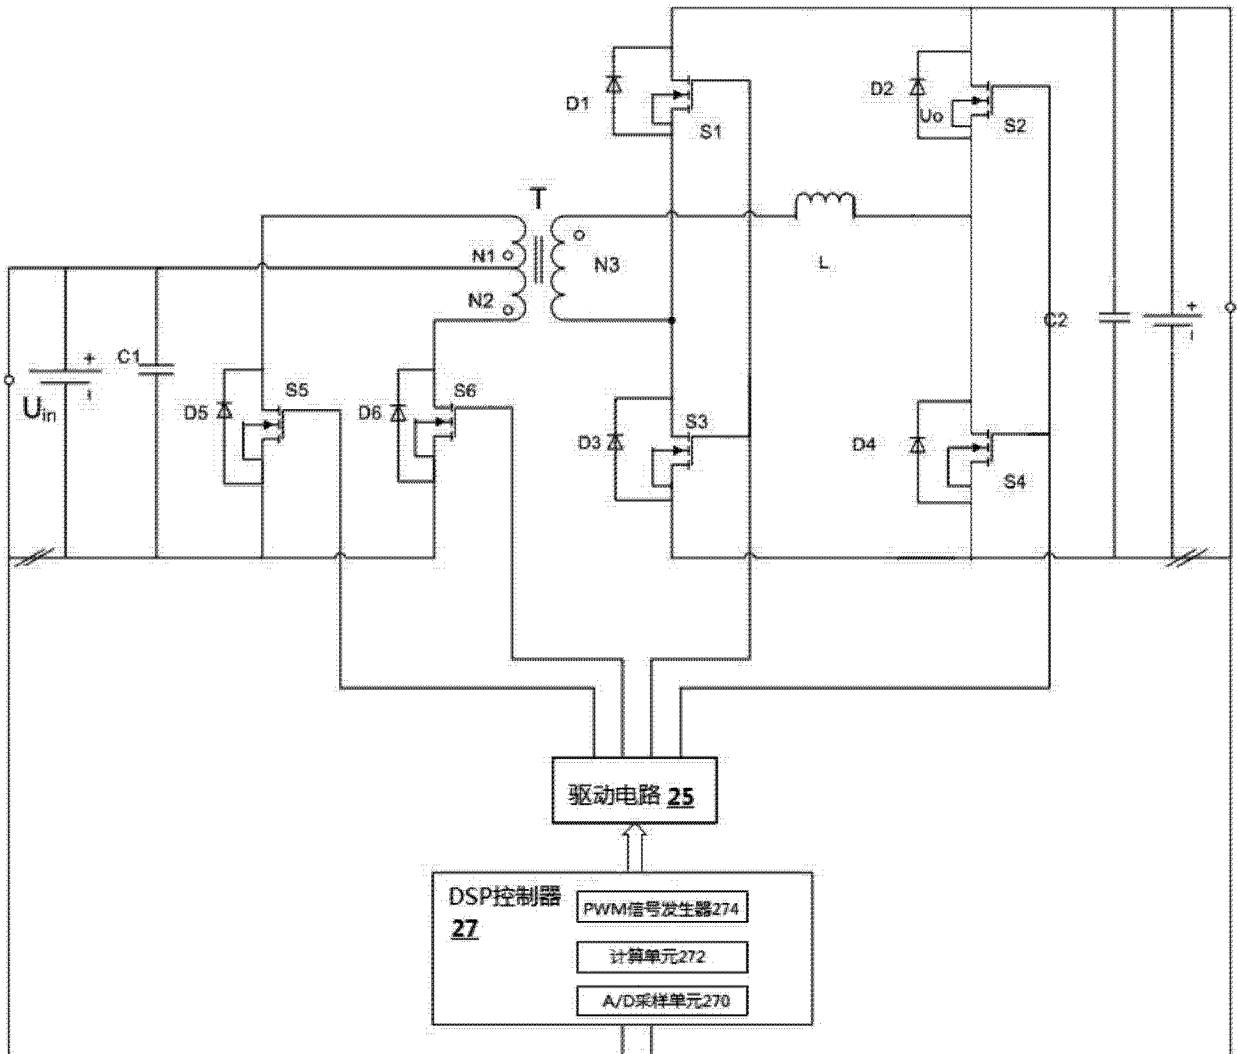 D1
S1
D2
Uo
S2
T
N1
N3
N2
L
C2
+
-
C1
+
-
Uin
D5
S5
D6
S6
D3
S3
D4
S4
驱动电路 25
DSP控制器
27
PWM信号发生器274
计算单元272
A/D采样单元270